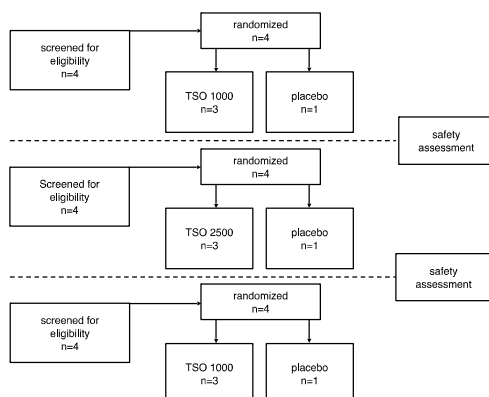 randomized
n=4
screened for
eligibility
n=4
TSO 1000
n=3
placebo
n=1
safety
assessment
randomized
n=4
Screened for
eligibility
n=4
TSO 2500
n=3
placebo
n=1
safety
assessment
randomized
n=4
screened for
eligibility
n=4
TSO 1000
n=3
placebo
n=1